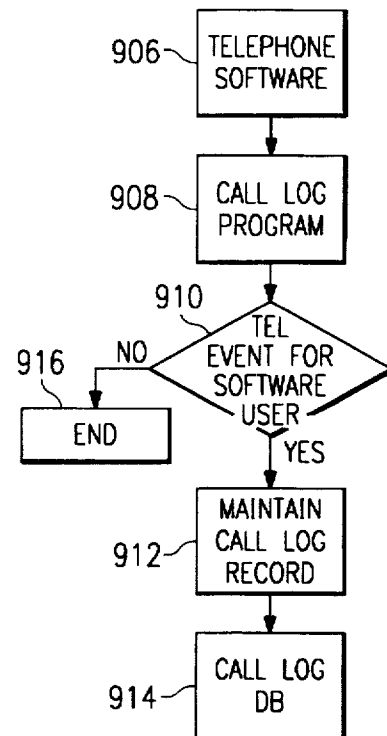 906
TELEPHONE
SOFTWARE
908
CALL LOG
PROGRAM
910
TEL
EVENT FOR
SOFTWARE
USER
NO
916
END
YES
912
MAINTAIN
CALL LOG
RECORD
914
CALL LOG
DB